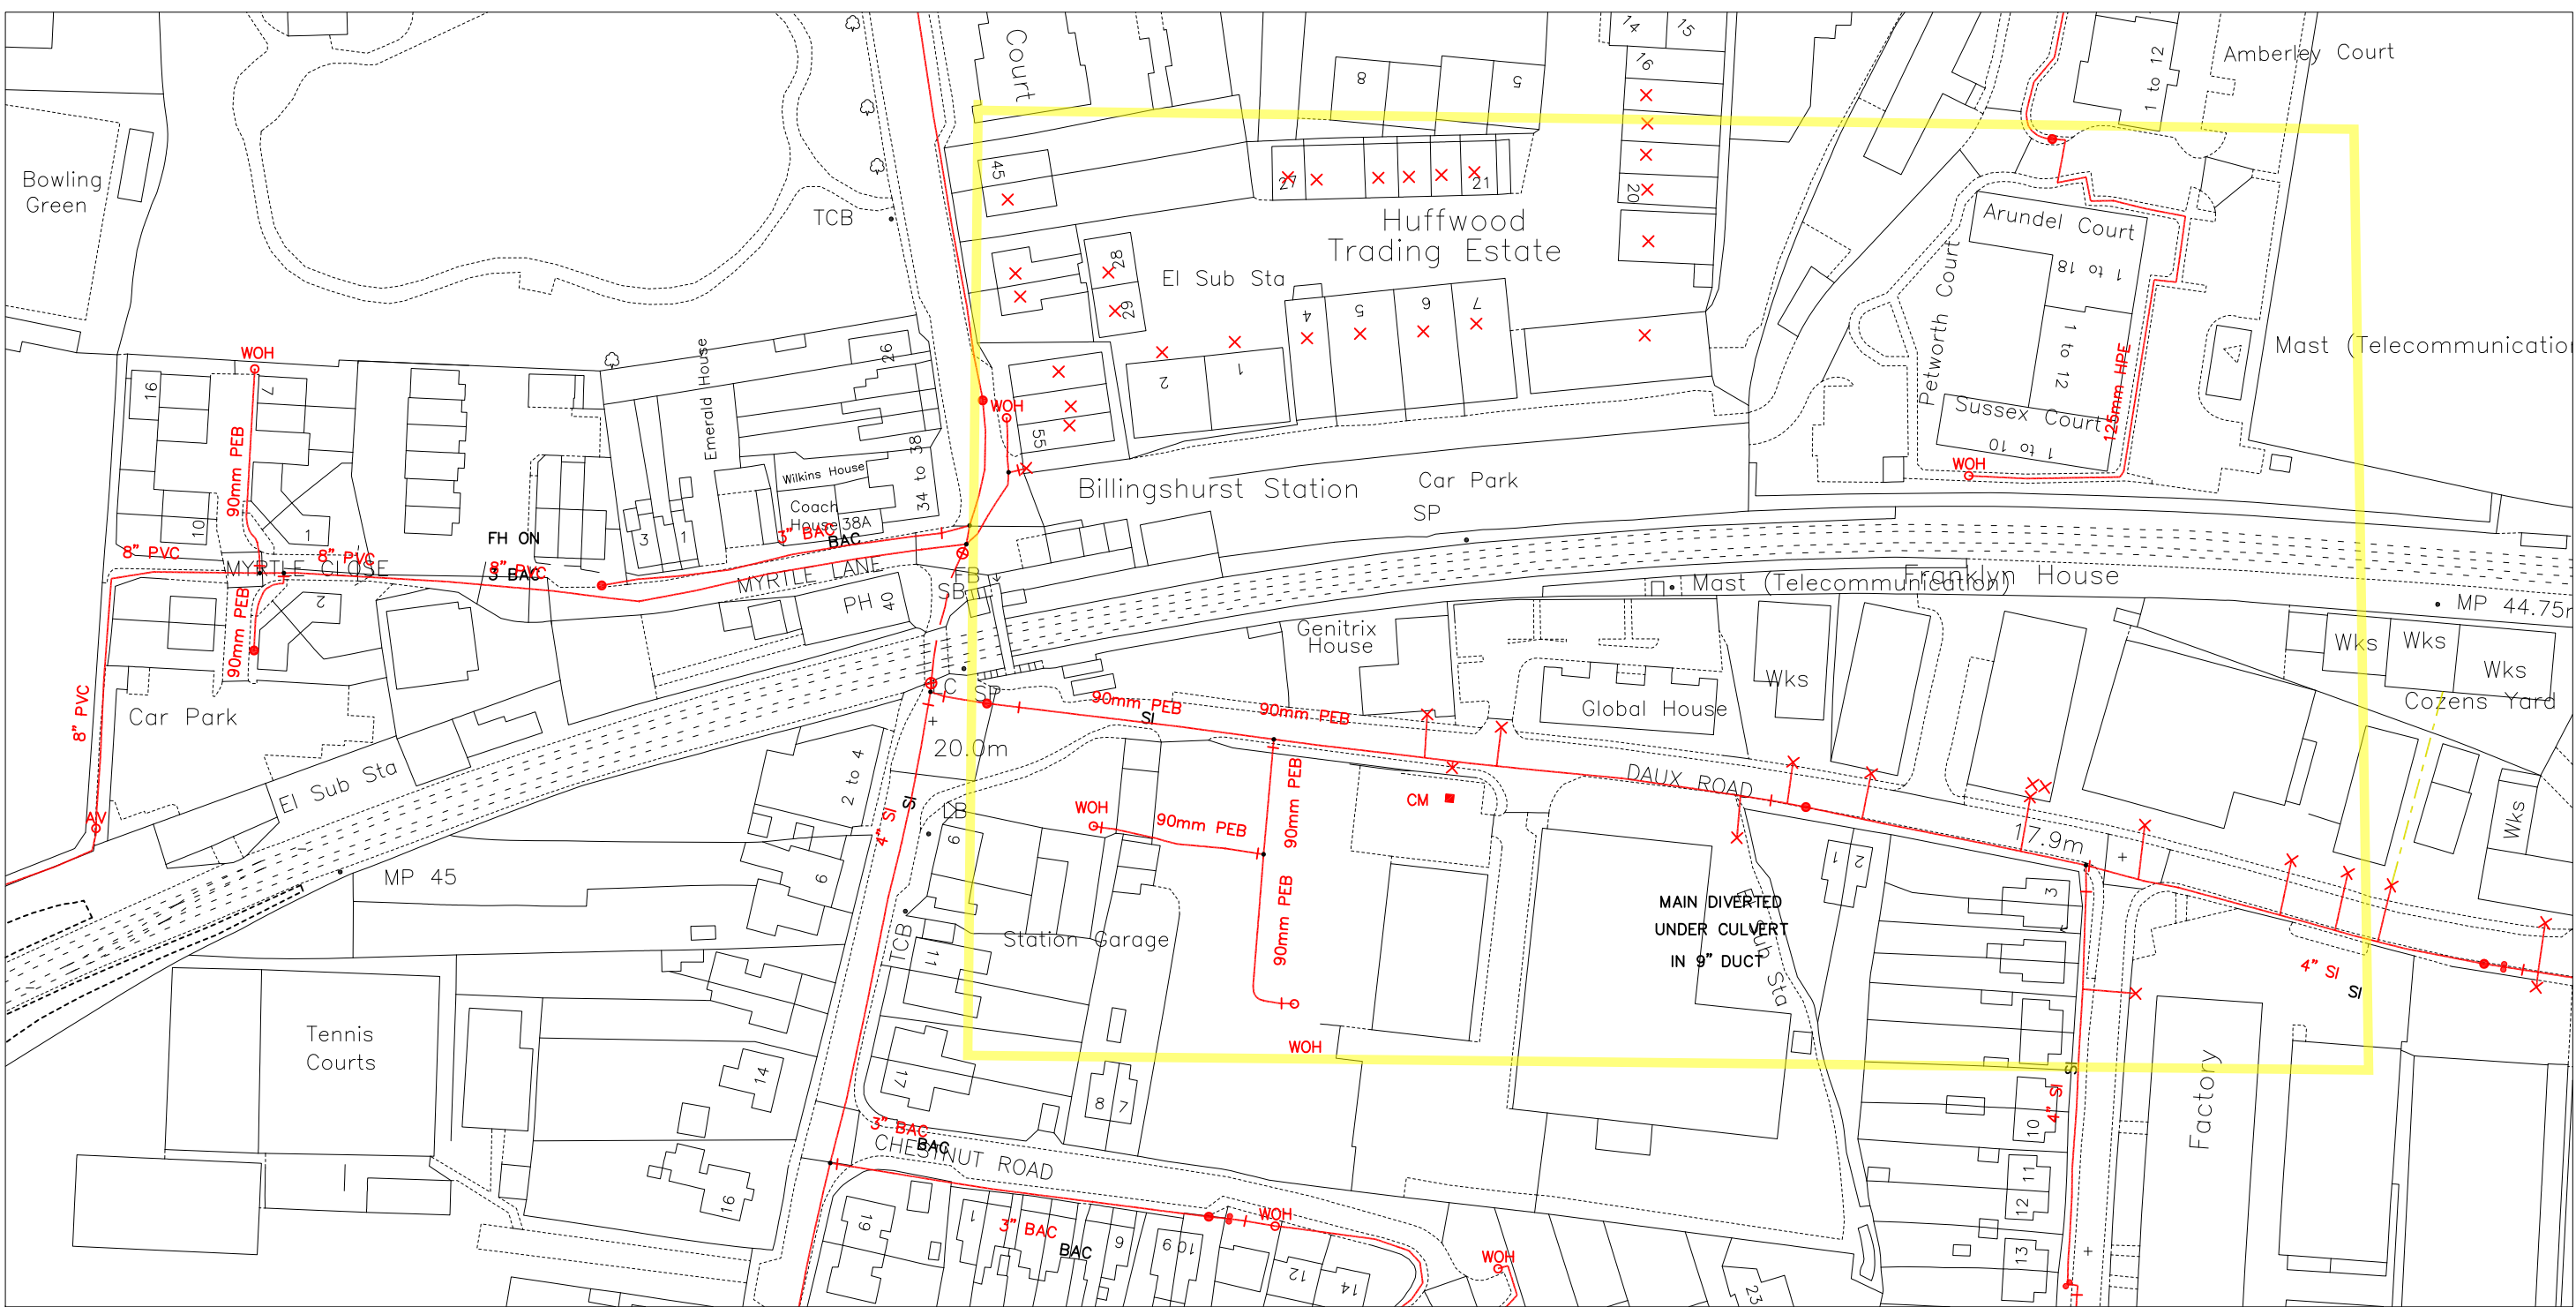 Court
14
15
16
8
5
1 to 12
Amberley Court
Bowling
Green
45
27
21
20
TCB
Huffwood
Trading Estate
Arundel Court
1 to 18
Petworth Court
28
29
El Sub Sta
4
5
6
7
1 to 12
Mast (Telecommunication
WOH
16
7
Emerald House
26
2
1
125mm HPE
WOH
55
Sussex Court
1 to 10
WOH
90mm PEB
10
1
Wilkins House
Coach
House
38A
34 to 38
Billingshurst Station
Car Park
SP
3
1
3" BAC
BAC
FH ON
3 BAC
8" PVC
8" PVC
8" PVC
MYRTLE CLOSE
MYRTLE LANE
PH
40
FB
SB
Mast (Telecommunication)
Franklyn House
MP 44.75m
2
90mm PEB
Genitrix
House
Wks
Wks
Wks
Wks
Cozens Yard
8" PVC
Car Park
LC
SP
90mm PEB
SI
90mm PEB
Global House
20.0m
El Sub Sta
2 to 4
4" SI
SI
LB
DAUX ROAD
CM
WOH
90mm PEB
90mm PEB
90mm PEB
17.9m
Wks
AV
MP 45
6
9
TCB
11
Station Garage
MAIN DIVERTED
UNDER CULVERT
IN 9" DUCT
El Sub Sta
1
2
3
4" SI
SI
Tennis
Courts
WOH
14
17
8
7
SI
4" SI
10
Factory
3" BAC
BAC
CHESTNUT ROAD
16
19
1
3" BAC
BAC
6
9
10
WOH
12
14
WOH
23
11
12
13